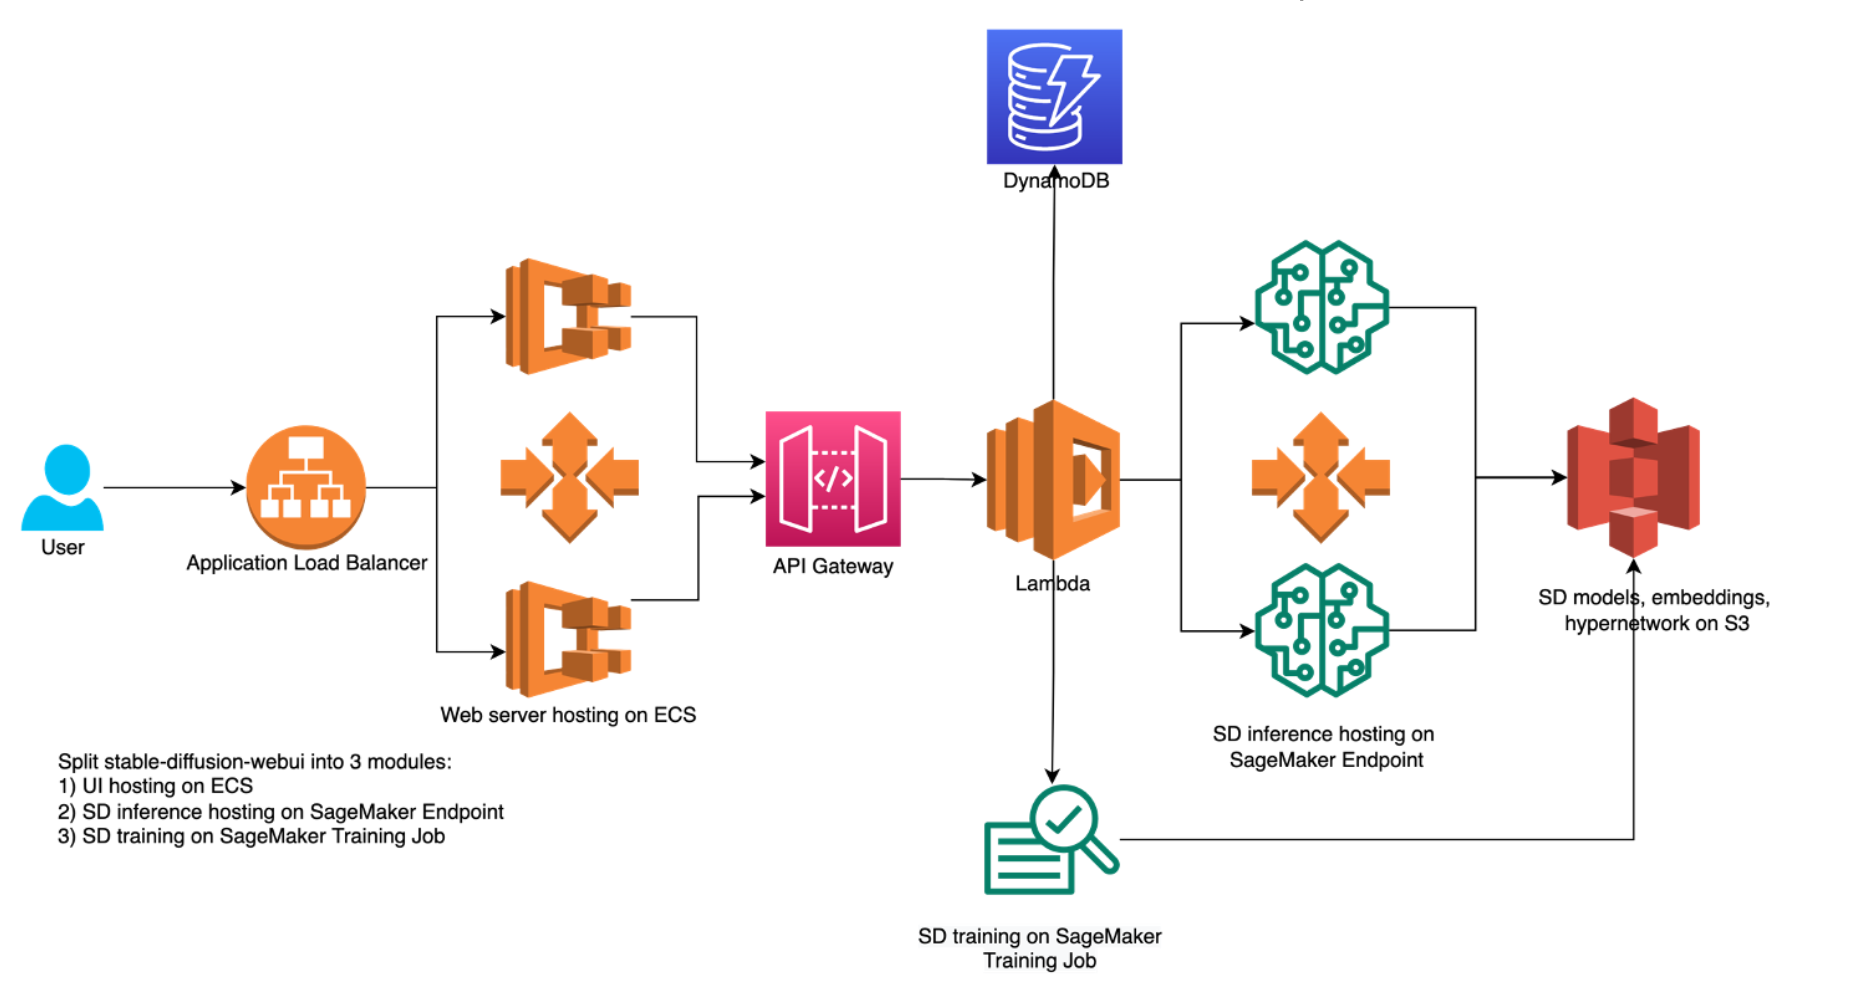 DynamoDB
User
Application Load Balancer
</>
API Gateway
Lambda
SD models, embeddings,
hypernetwork on S3
Web server hosting on ECS
SD inference hosting on
SageMaker Endpoint
Split stable-diffusion-webui into 3 modules:
1) UI hosting on ECS
2) SD inference hosting on SageMaker Endpoint
3) SD training on SageMaker Training Job
SD training on SageMaker
Training Job